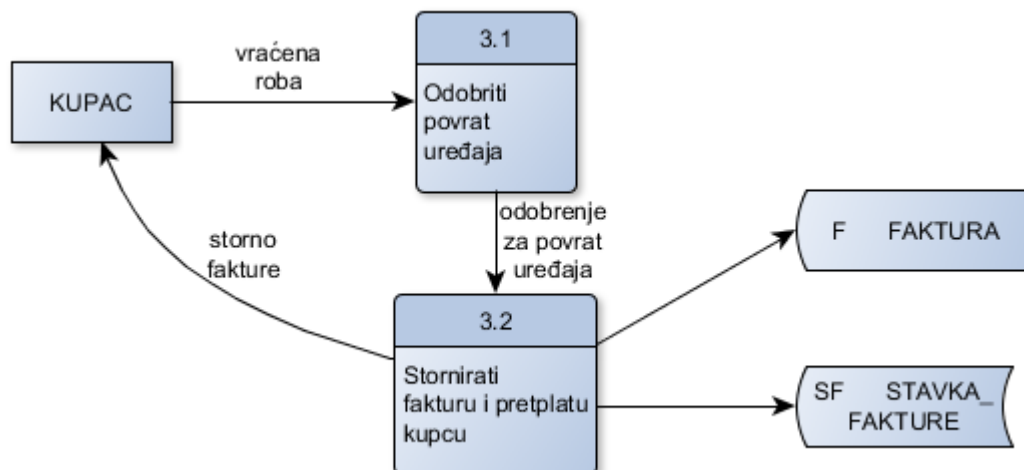 3.1
vraćena
roba
KUPAC
Odobriti
povrat
uređaja
odobrenje
za povrat
uređaja
storno
fakture
F FAKTURA
3.2
Stornirati
fakturu i pretplatu
kupcu
SF STAVKA_
FAKTURE